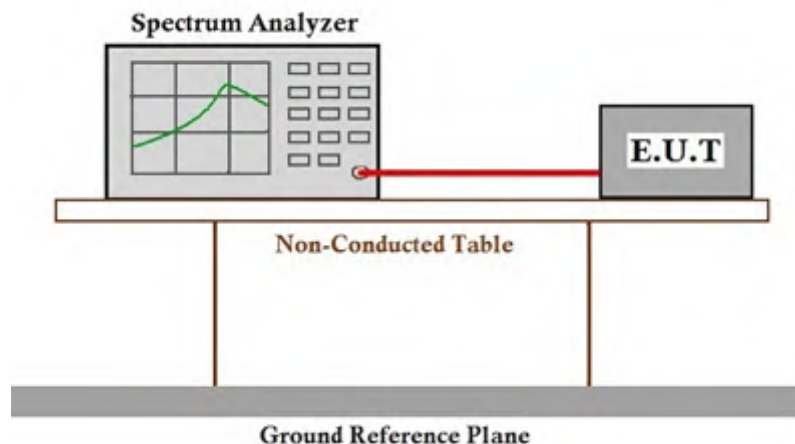 Spectrum Analyzer
E.U.T
Non-Conducted Table
Ground Reference Plane